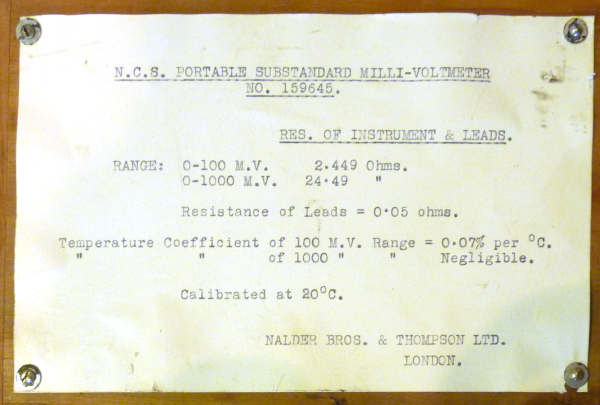 N.C.S. PORTABLE SUBSTANDARD MILLI-VOLTMETER
NO. 159645.
RES. OF INSTRUMENT & LEADS.
RANGE: 0-100 M.V. 2.449 Ohms.
0-1000 M.V. 24·49 "
Resistance of Leads = 0·05 ohms.
Temperature Coefficient of 100 M.V. Range = 0·07% per °C.
" " of 1000 " " Negligible.
Calibrated at 20°C.
NALDER BROS. & THOMPSON LTD.
LONDON.